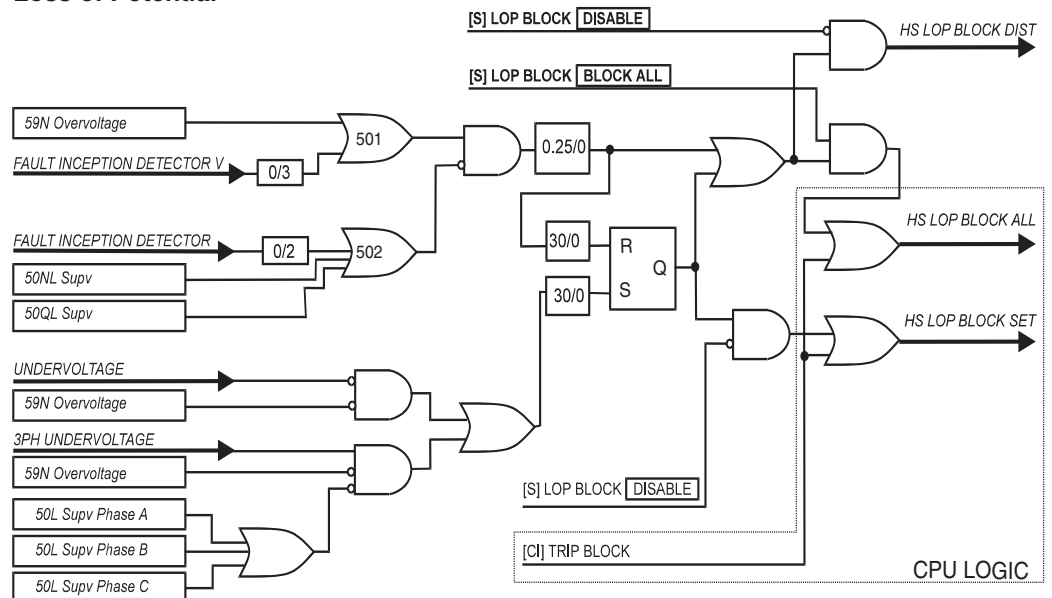 Loss of Potential
[S] LOP BLOCK DISABLE
HS LOP BLOCK DIST
[S] LOP BLOCK BLOCK ALL
59N Overvoltage
501
0.25/0
FAULT INCEPTION DETECTOR V
0/3
FAULT INCEPTION DETECTOR
0/2
502
30/0
R
Q
HS LOP BLOCK ALL
50NL Supv
S
30/0
50QL Supv
HS LOP BLOCK SET
UNDERVOLTAGE
59N Overvoltage
3PH UNDERVOLTAGE
59N Overvoltage
[S] LOP BLOCK DISABLE
50L Supv Phase A
50L Supv Phase B
[CI] TRIP BLOCK
50L Supv Phase C
CPU LOGIC